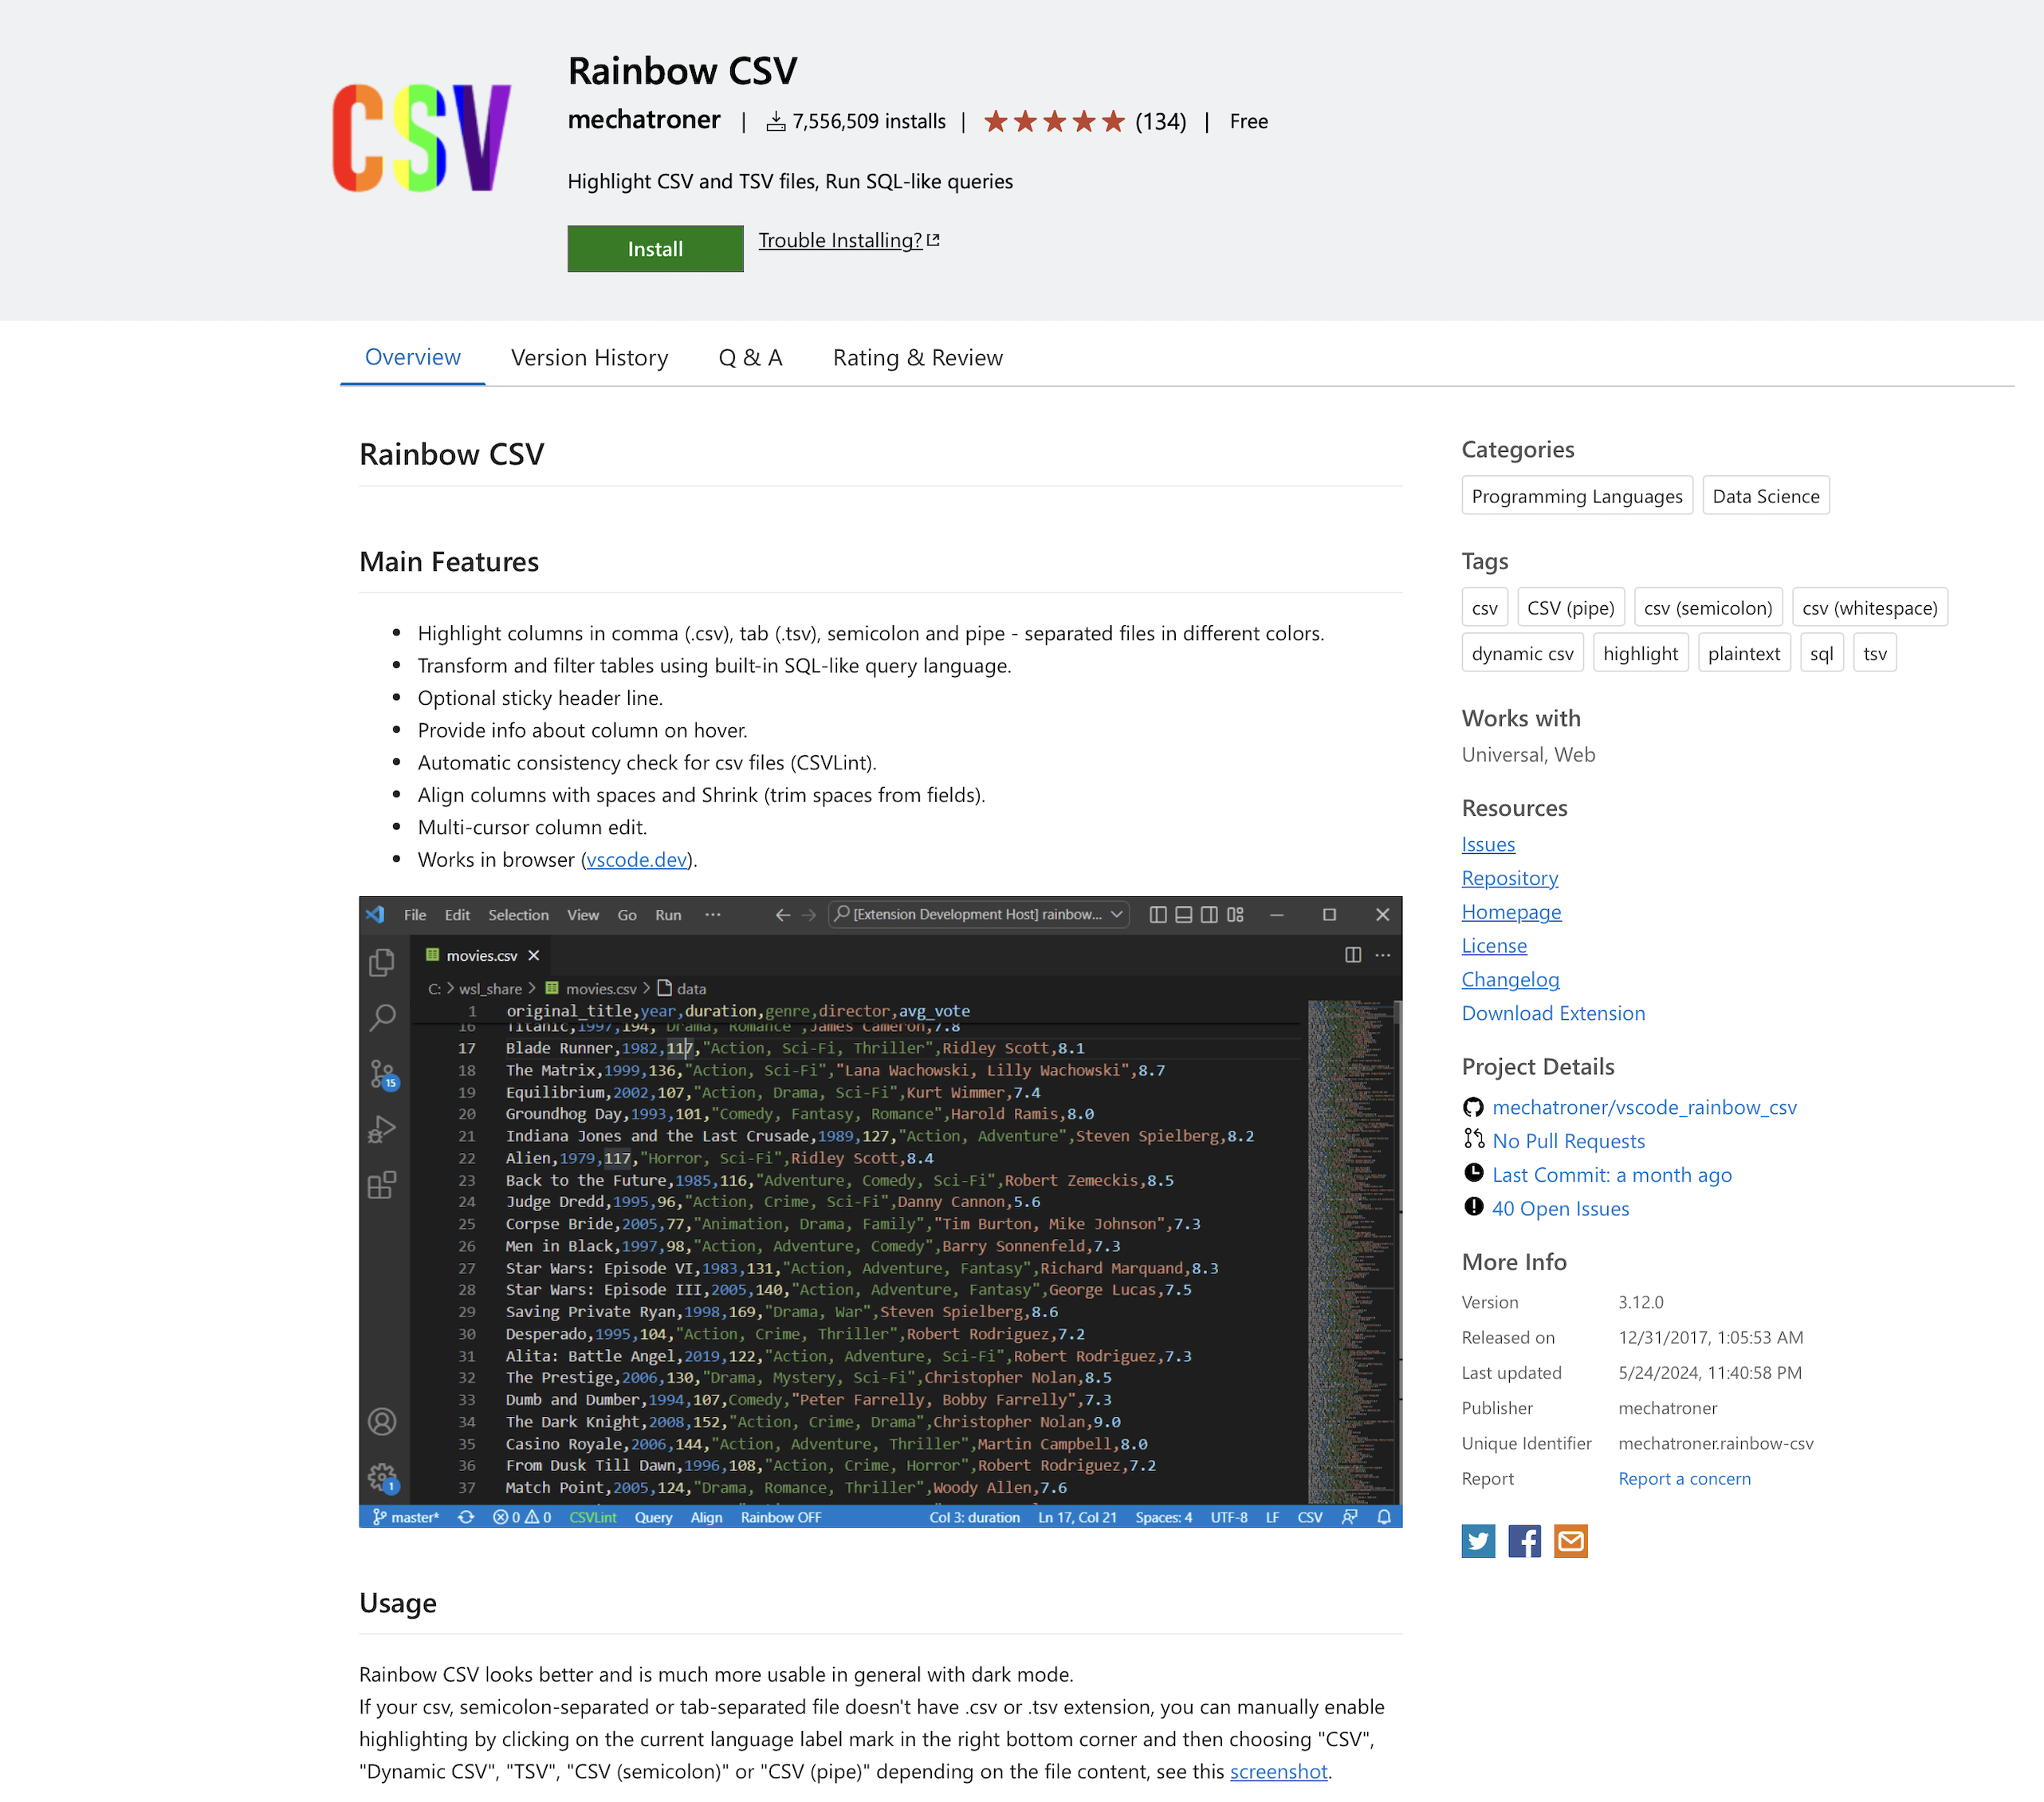 CSV
Rainbow CSV
mechatroner | 7,556,509 installs | (134) | Free
Highlight CSV and TSV files, Run SQL-like queries
Install Trouble Installing?
Overview Version History Q & A Rating & Review
Rainbow CSV
Main Features
• Highlight columns in comma (.csv), tab (.tsv), semicolon and pipe - separated files in different colors.
• Transform and filter tables using built-in SQL-like query language.
• Optional sticky header line.
• Provide info about column on hover.
• Automatic consistency check for csv files (CSVLint).
• Align columns with spaces and Shrink (trim spaces from fields).
• Multi-cursor column edit.
• Works in browser (vscode.dev).
File Edit Selection View Go Run ··· [Extension Development Host] rainbow...
movies.csv
C: > wsl_share > movies.csv > data
1 original_title,year,duration,genre,director,avg_vote
16 Titanic,1997,194,"Drama, Romance",James Cameron,7.8
17 Blade Runner,1982,117,"Action, Sci-Fi, Thriller",Ridley Scott,8.1
18 The Matrix,1999,136,"Action, Sci-Fi","Lana Wachowski, Lilly Wachowski",8.7
19 Equilibrium,2002,107,"Action, Drama, Sci-Fi",Kurt Wimmer,7.4
20 Groundhog Day,1993,101,"Comedy, Fantasy, Romance",Harold Ramis,8.0
21 Indiana Jones and the Last Crusade,1989,127,"Action, Adventure",Steven Spielberg,8.2
22 Alien,1979,117,"Horror, Sci-Fi",Ridley Scott,8.4
23 Back to the Future,1985,116,"Adventure, Comedy, Sci-Fi",Robert Zemeckis,8.5
24 Judge Dredd,1995,96,"Action, Crime, Sci-Fi",Danny Cannon,5.6
25 Corpse Bride,2005,77,"Animation, Drama, Family","Tim Burton, Mike Johnson",7.3
26 Men in Black,1997,98,"Action, Adventure, Comedy",Barry Sonnenfeld,7.3
27 Star Wars: Episode VI,1983,131,"Action, Adventure, Fantasy",Richard Marquand,8.3
28 Star Wars: Episode III,2005,140,"Action, Adventure, Fantasy",George Lucas,7.5
29 Saving Private Ryan,1998,169,"Drama, War",Steven Spielberg,8.6
30 Desperado,1995,104,"Action, Crime, Thriller",Robert Rodriguez,7.2
31 Alita: Battle Angel,2019,122,"Action, Adventure, Sci-Fi",Robert Rodriguez,7.3
32 The Prestige,2006,130,"Drama, Mystery, Sci-Fi",Christopher Nolan,8.5
33 Dumb and Dumber,1994,107,Comedy,"Peter Farrelly, Bobby Farrelly",7.3
34 The Dark Knight,2008,152,"Action, Crime, Drama",Christopher Nolan,9.0
35 Casino Royale,2006,144,"Action, Adventure, Thriller",Martin Campbell,8.0
36 From Dusk Till Dawn,1996,108,"Action, Crime, Horror",Robert Rodriguez,7.2
37 Match Point,2005,124,"Drama, Romance, Thriller",Woody Allen,7.6
15
1
master* 0 0 CSVLint Query Align Rainbow OFF Col 3: duration Ln 17, Col 21 Spaces: 4 UTF-8 LF CSV
Usage
Rainbow CSV looks better and is much more usable in general with dark mode.
If your csv, semicolon-separated or tab-separated file doesn't have .csv or .tsv extension, you can manually enable
highlighting by clicking on the current language label mark in the right bottom corner and then choosing "CSV",
"Dynamic CSV", "TSV", "CSV (semicolon)" or "CSV (pipe)" depending on the file content, see this screenshot.
Categories
Programming Languages Data Science
Tags
csv CSV (pipe) csv (semicolon) csv (whitespace)
dynamic csv highlight plaintext sql tsv
Works with
Universal, Web
Resources
Issues
Repository
Homepage
License
Changelog
Download Extension
Project Details
mechatroner/vscode_rainbow_csv
No Pull Requests
Last Commit: a month ago
40 Open Issues
More Info
Version 3.12.0
Released on 12/31/2017, 1:05:53 AM
Last updated 5/24/2024, 11:40:58 PM
Publisher mechatroner
Unique Identifier mechatroner.rainbow-csv
Report Report a concern